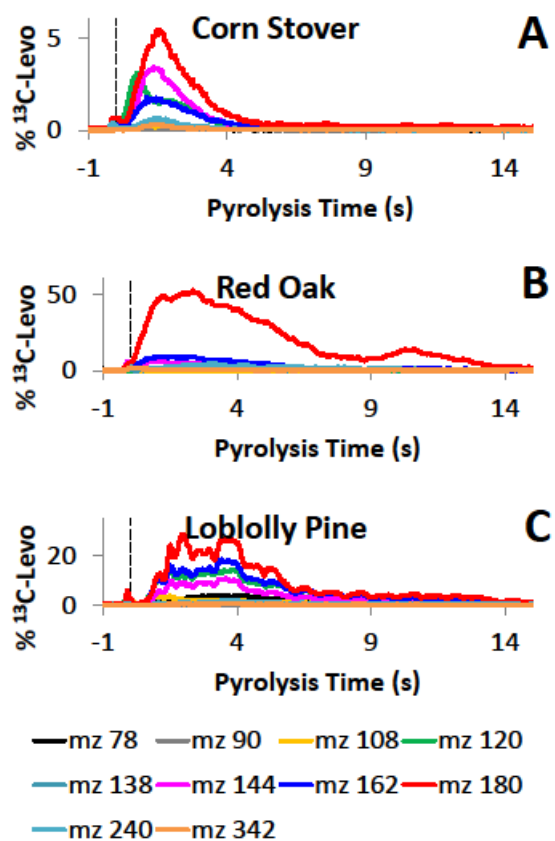 Corn Stover
A
5
0
% ¹³C-Levo
-1 4 9 14
Pyrolysis Time (s)
Red Oak
B
50
0
% ¹³C-Levo
-1 4 9 14
Pyrolysis Time (s)
Loblolly Pine
C
20
0
% ¹³C-Levo
-1 4 9 14
Pyrolysis Time (s)
mz 78 mz 90 mz 108 mz 120
mz 138 mz 144 mz 162 mz 180
mz 240 mz 342